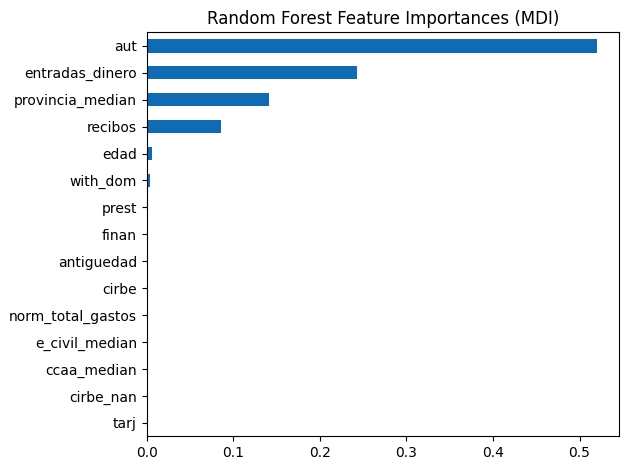 Random Forest Feature Importances (MDI)
aut
entradas_dinero
provincia_median
recibos
edad
with_dom
prest
finan
antiguedad
cirbe
norm_total_gastos
e_civil_median
ccaa_median
cirbe_nan
tarj
0.0 0.1 0.2 0.3 0.4 0.5